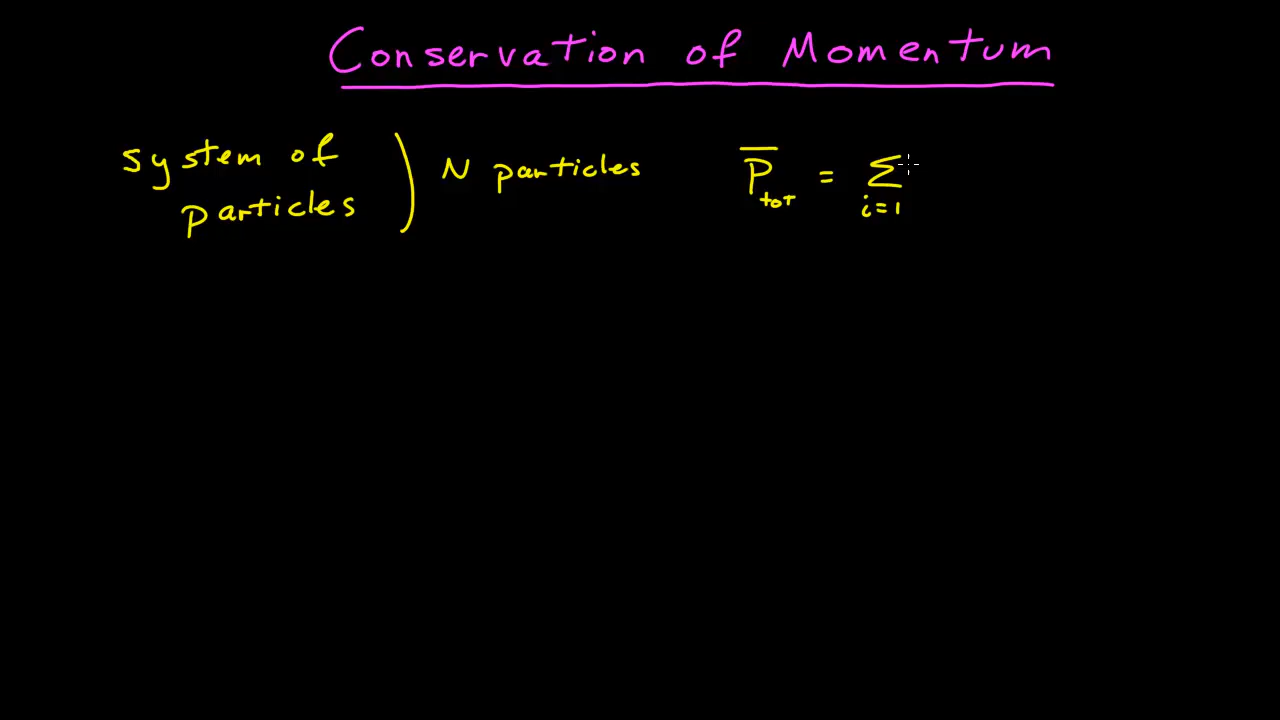 Conservation of Momentum
system of
particles ) N particles P̅tot = Σ
i=1